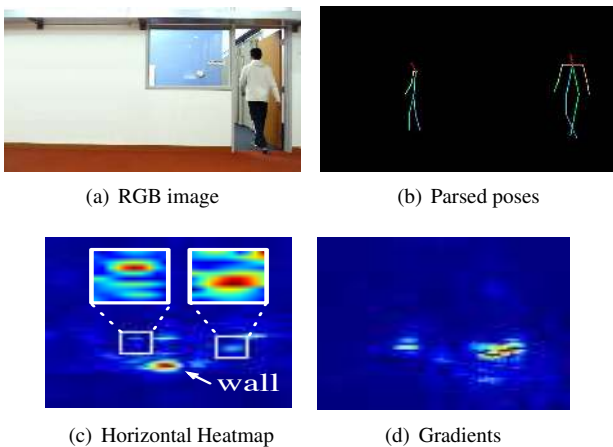 (a) RGB image
(b) Parsed poses
wall
(c) Horizontal Heatmap
(d) Gradients